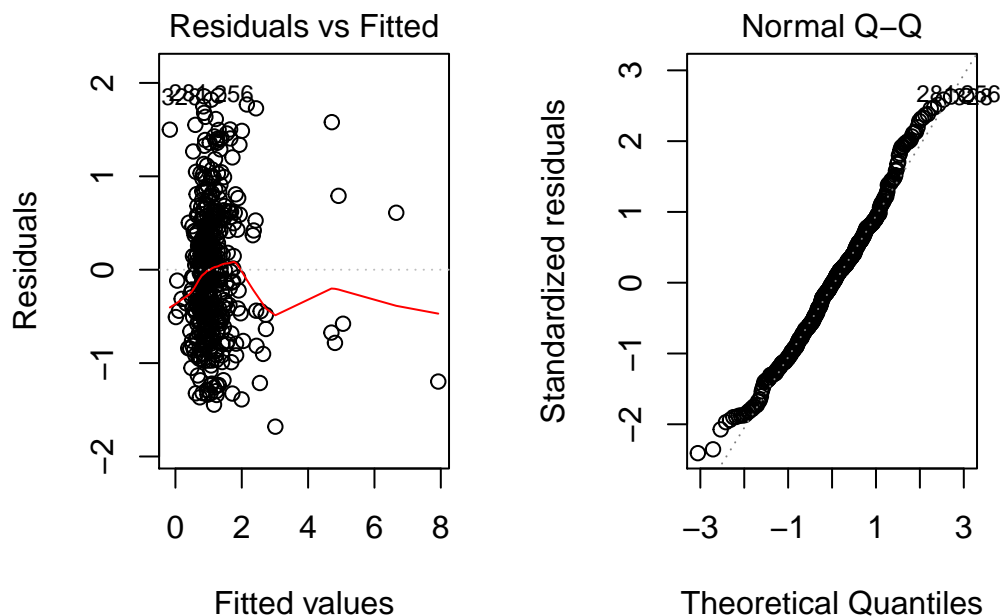 Residuals vs Fitted
Residuals
2
1
0
−1
−2
0 2 4 6 8
Fitted values
256
Normal Q−Q
Standardized residuals
3
2
1
0
−1
−2
−3 −1 1 3
Theoretical Quantiles